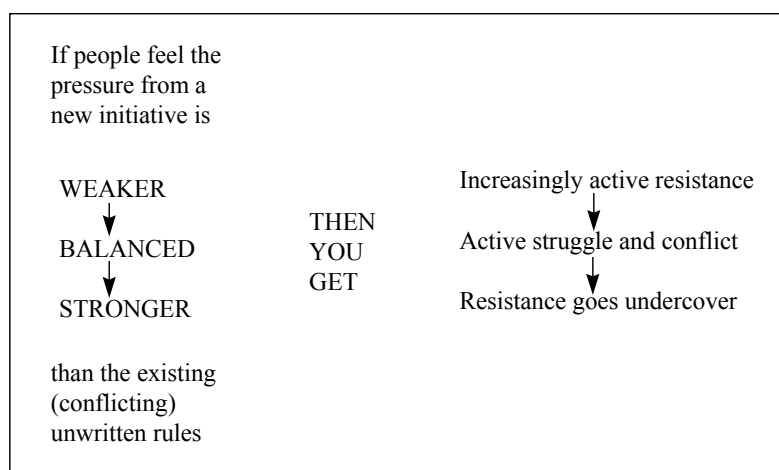 If people feel the
pressure from a
new initiative is
WEAKER
BALANCED
STRONGER
than the existing
(conflicting)
unwritten rules
THEN
YOU
GET
Increasingly active resistance
Active struggle and conflict
Resistance goes undercover